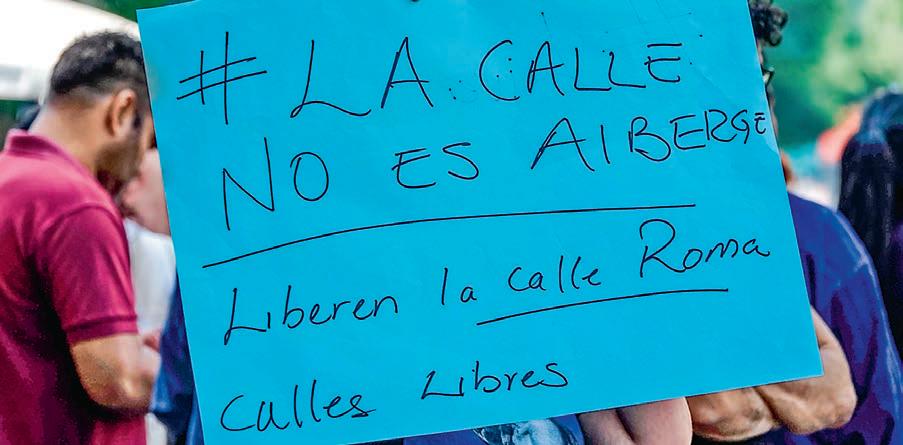 # LA CALLE
NO ES AlBERGE
Liberen la calle Roma
Calles Libres